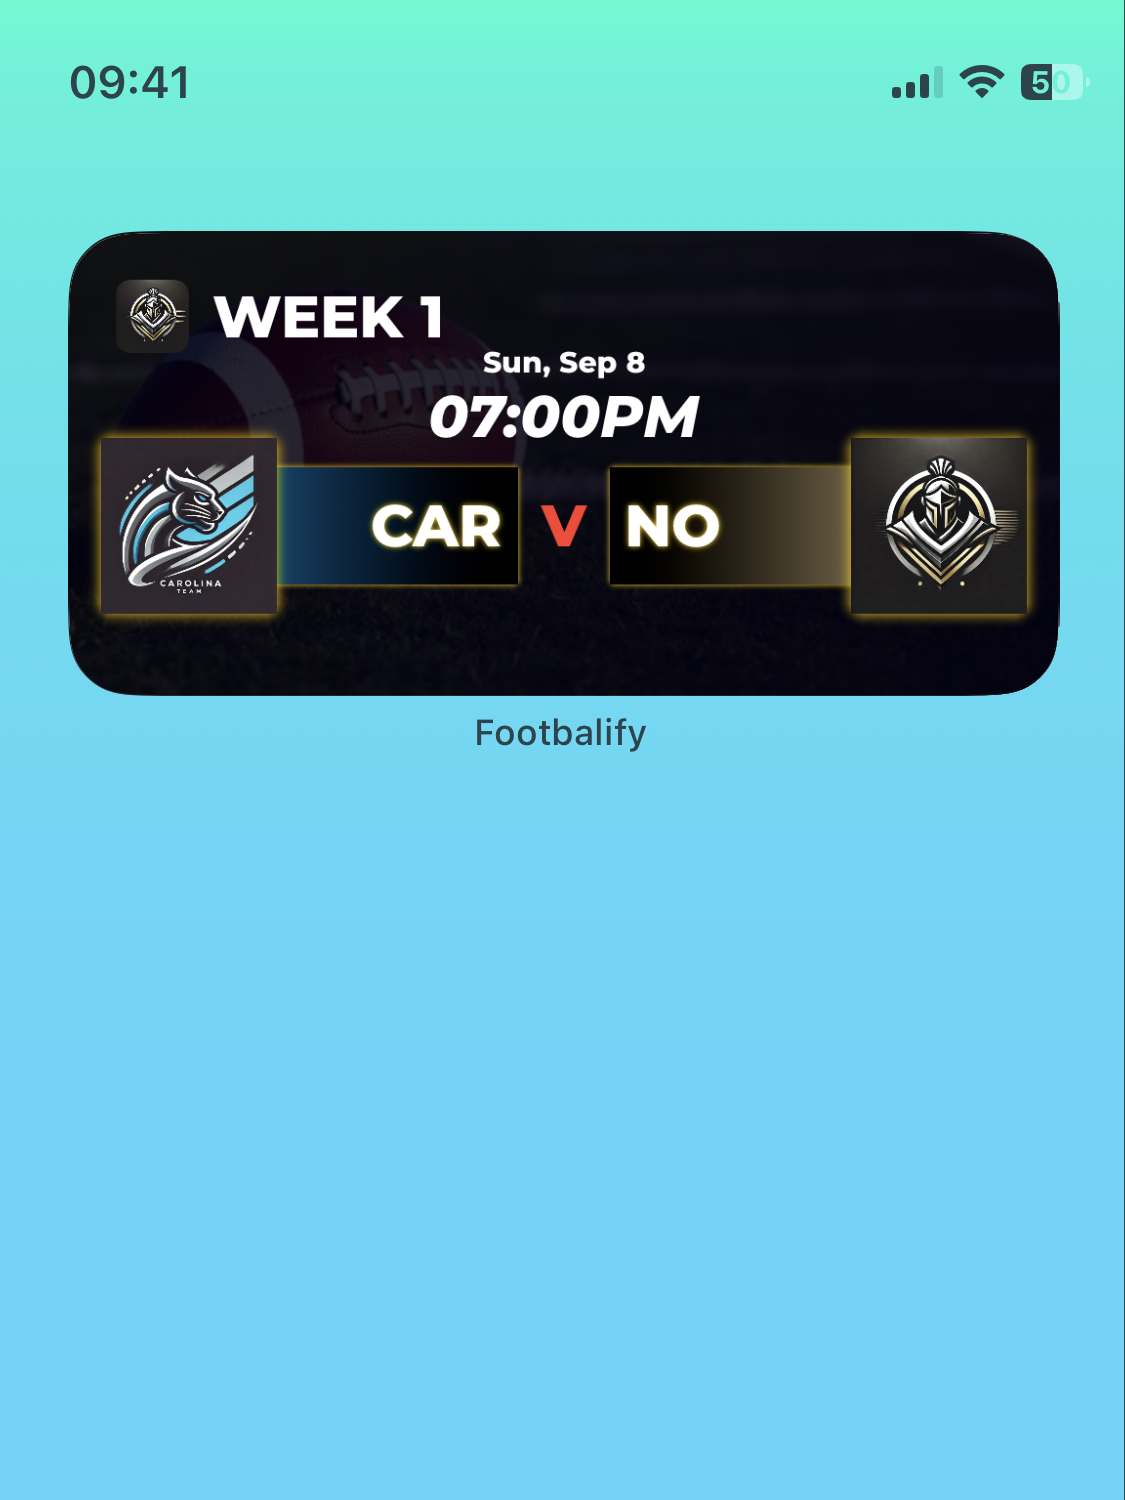 09:41
50
WEEK 1
Sun, Sep 8
07:00PM
CAROLINA
TEAM
CAR V NO
Footbalify